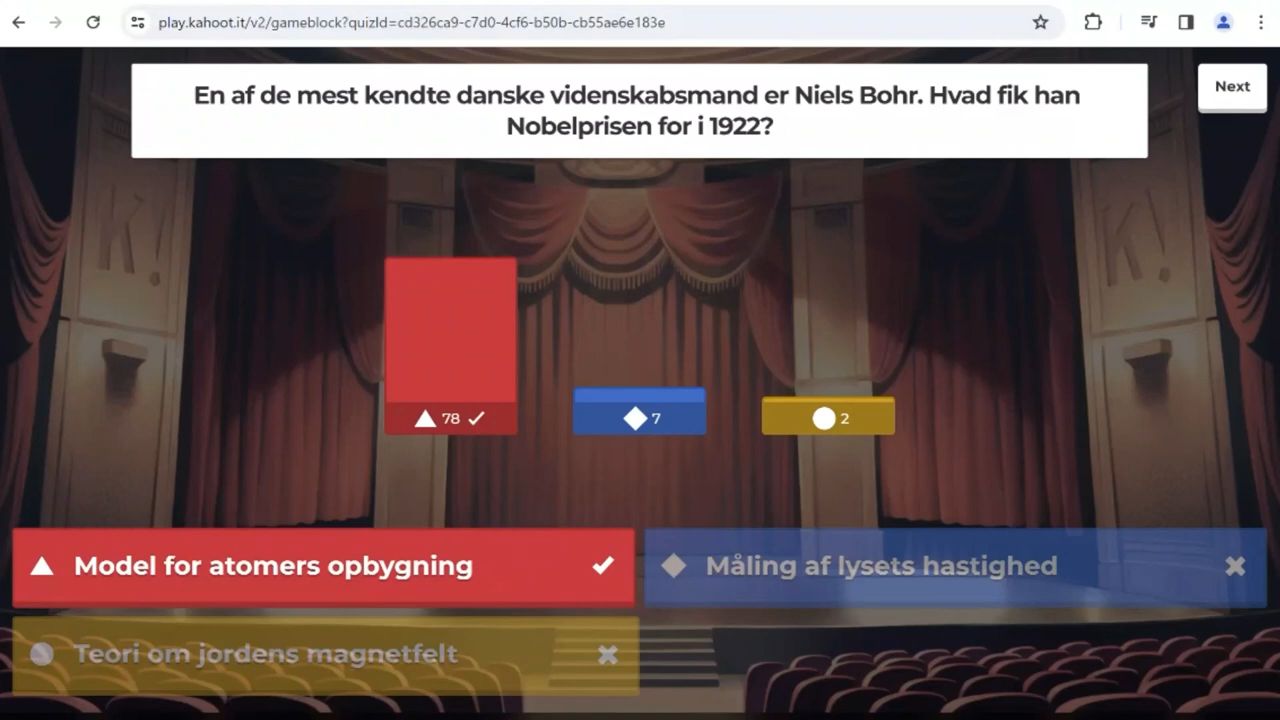 play.kahoot.it/v2/gameblock?quizId=cd326ca9-c7d0-4cf6-b50b-cb55ae6e183e
En af de mest kendte danske videnskabsmand er Niels Bohr. Hvad fik han
Nobelprisen for i 1922?
Next
K!
K!
78
7
2
Model for atomers opbygning
Måling af lysets hastighed
Teori om jordens magnetfelt